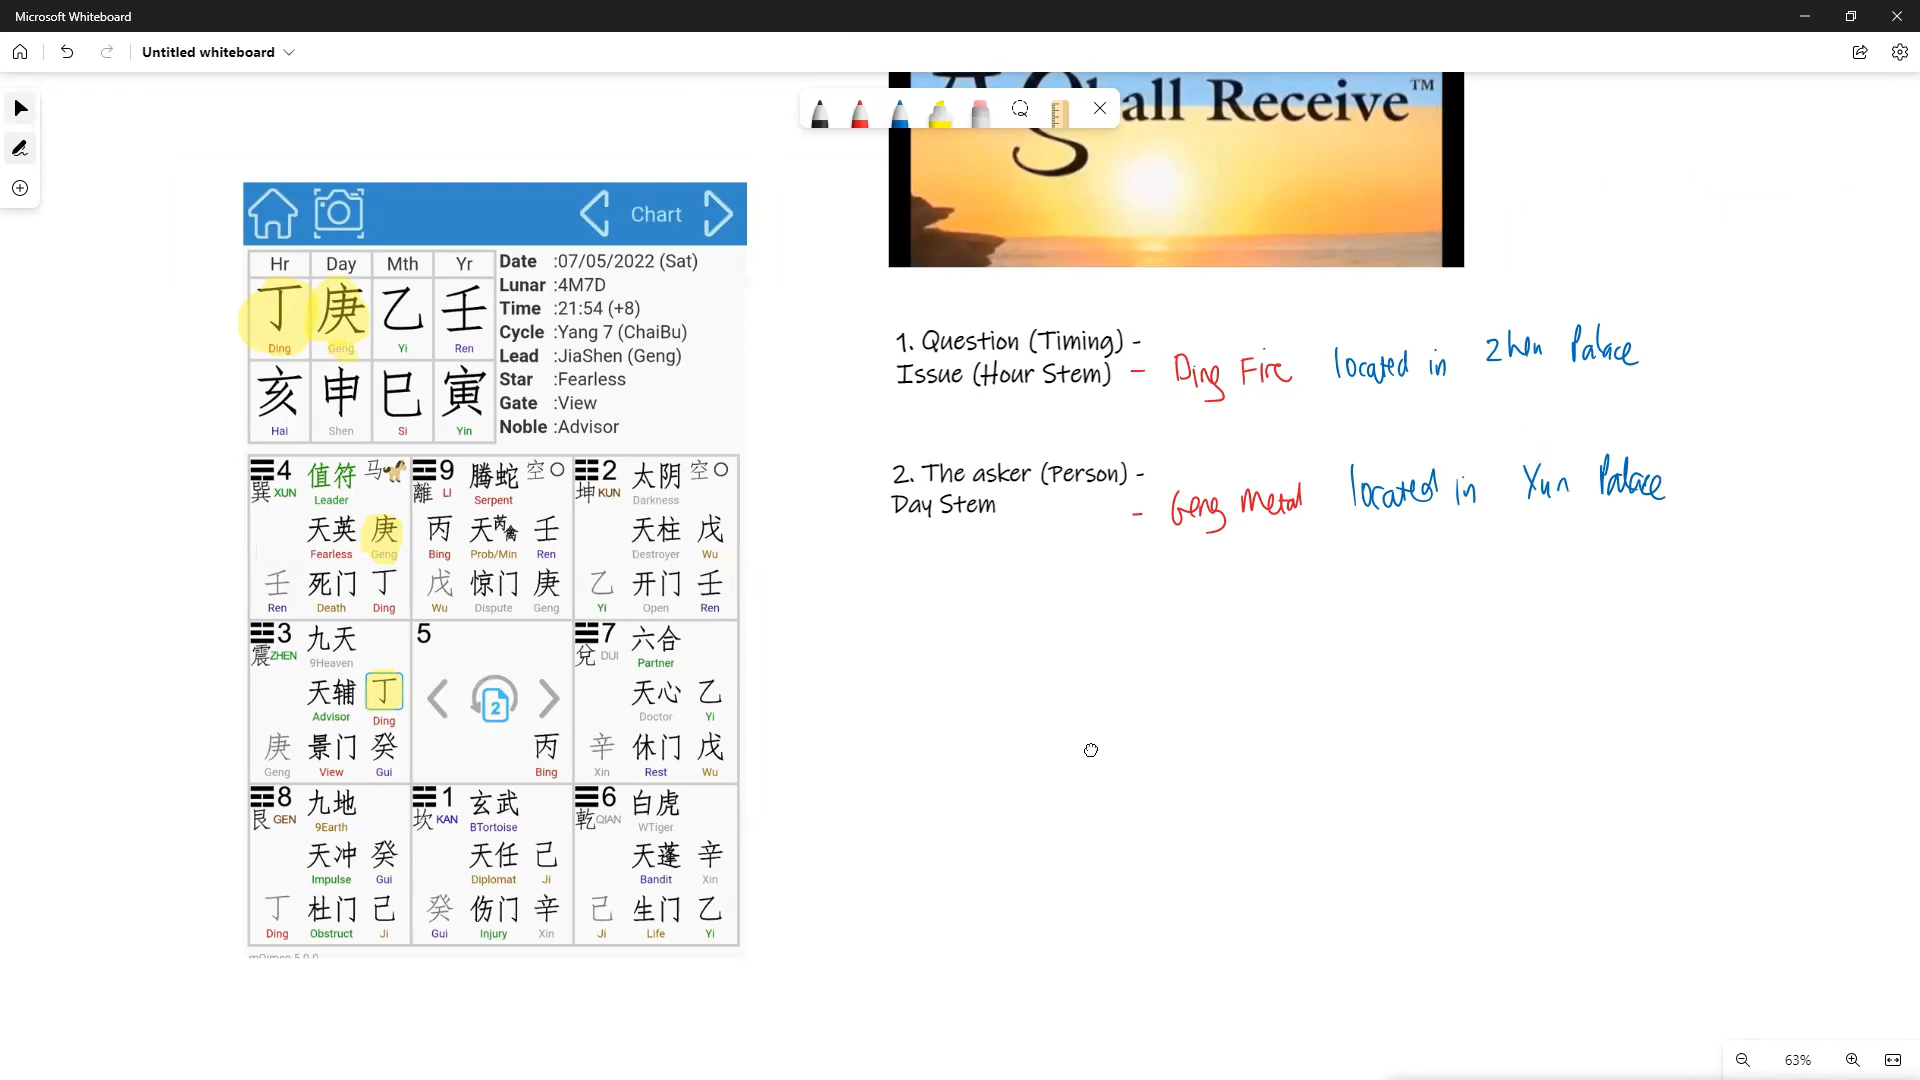 Microsoft Whiteboard
Untitled whiteboard
Shall Receive™
Chart
Hr Day Mth Yr
丁 庚 乙 壬
Ding Geng Yi Ren
亥 申 巳 寅
Hai Shen Si Yin
Date :07/05/2022 (Sat)
Lunar :4M7D
Time :21:54 (+8)
Cycle :Yang 7 (ChaiBu)
Lead :JiaShen (Geng)
Star :Fearless
Gate :View
Noble :Advisor
4 值符 马
巽 XUN Leader
天英 庚
Fearless Geng
壬 死门 丁
Ren Death Ding
9 腾蛇 空
離 LI Serpent
丙 天芮禽 壬
Bing Prob/Min Ren
戊 惊门 庚
Wu Dispute Geng
2 太阴 空
坤 KUN Darkness
天柱 戊
Destroyer Wu
乙 开门 壬
Yi Open Ren
3 九天
震 ZHEN 9Heaven
天辅 丁
Advisor Ding
庚 景门 癸
Geng View Gui
5
2
丙
Bing
7 六合
兌 DUI Partner
天心 乙
Doctor Yi
辛 休门 戊
Xin Rest Wu
8 九地
艮 GEN 9Earth
天冲 癸
Impulse Gui
丁 杜门 己
Ding Obstruct Ji
1 玄武
坎 KAN BTortoise
天任 己
Diplomat Ji
癸 伤门 辛
Gui Injury Xin
6 白虎
乾 QIAN WTiger
天蓬 辛
Bandit Xin
己 生门 乙
Ji Life Yi
1. Question (Timing) -
Issue (Hour Stem) - Ding Fire located in Zhen Palace
2. The asker (Person) -
Day Stem - Geng Metal located in Xun Palace
63%